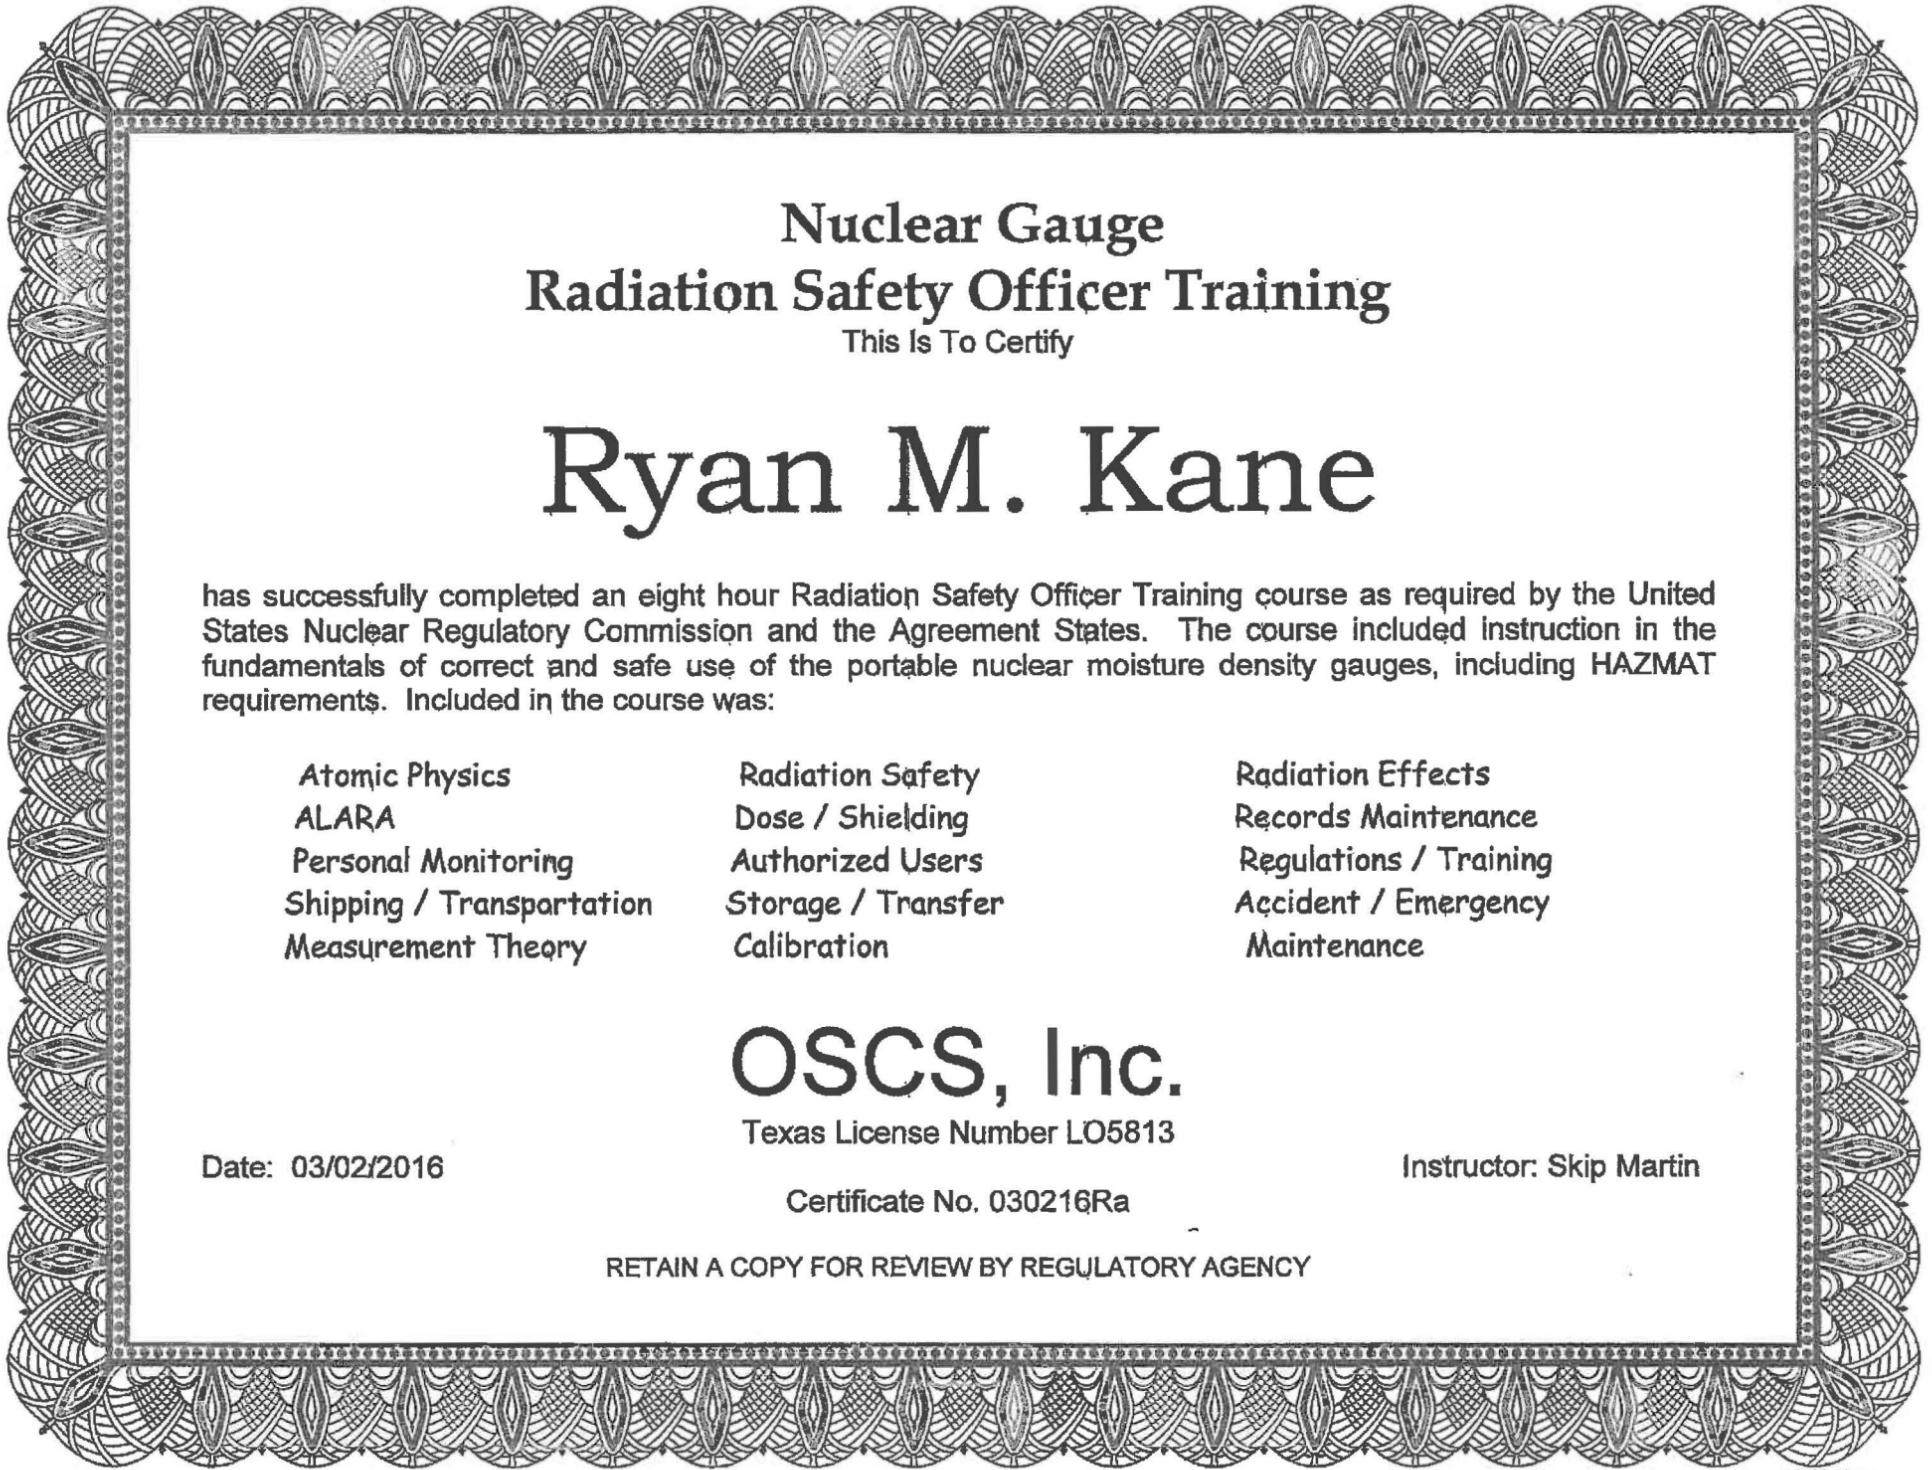 Nuclear Gauge
Radiation Safety Officer Training
This Is To Certify
Ryan M. Kane
has successfully completed an eight hour Radiation Safety Officer Training course as required by the United
States Nuclear Regulatory Commission and the Agreement States. The course included instruction in the
fundamentals of correct and safe use of the portable nuclear moisture density gauges, including HAZMAT
requirements. Included in the course was:
Atomic Physics Radiation Safety Radiation Effects
ALARA Dose / Shielding Records Maintenance
Personal Monitoring Authorized Users Regulations / Training
Shipping / Transportation Storage / Transfer Accident / Emergency
Measurement Theory Calibration Maintenance
OSCS, Inc.
Texas License Number LO5813
Date: 03/02/2016 Instructor: Skip Martin
Certificate No. 030216Ra
RETAIN A COPY FOR REVIEW BY REGULATORY AGENCY